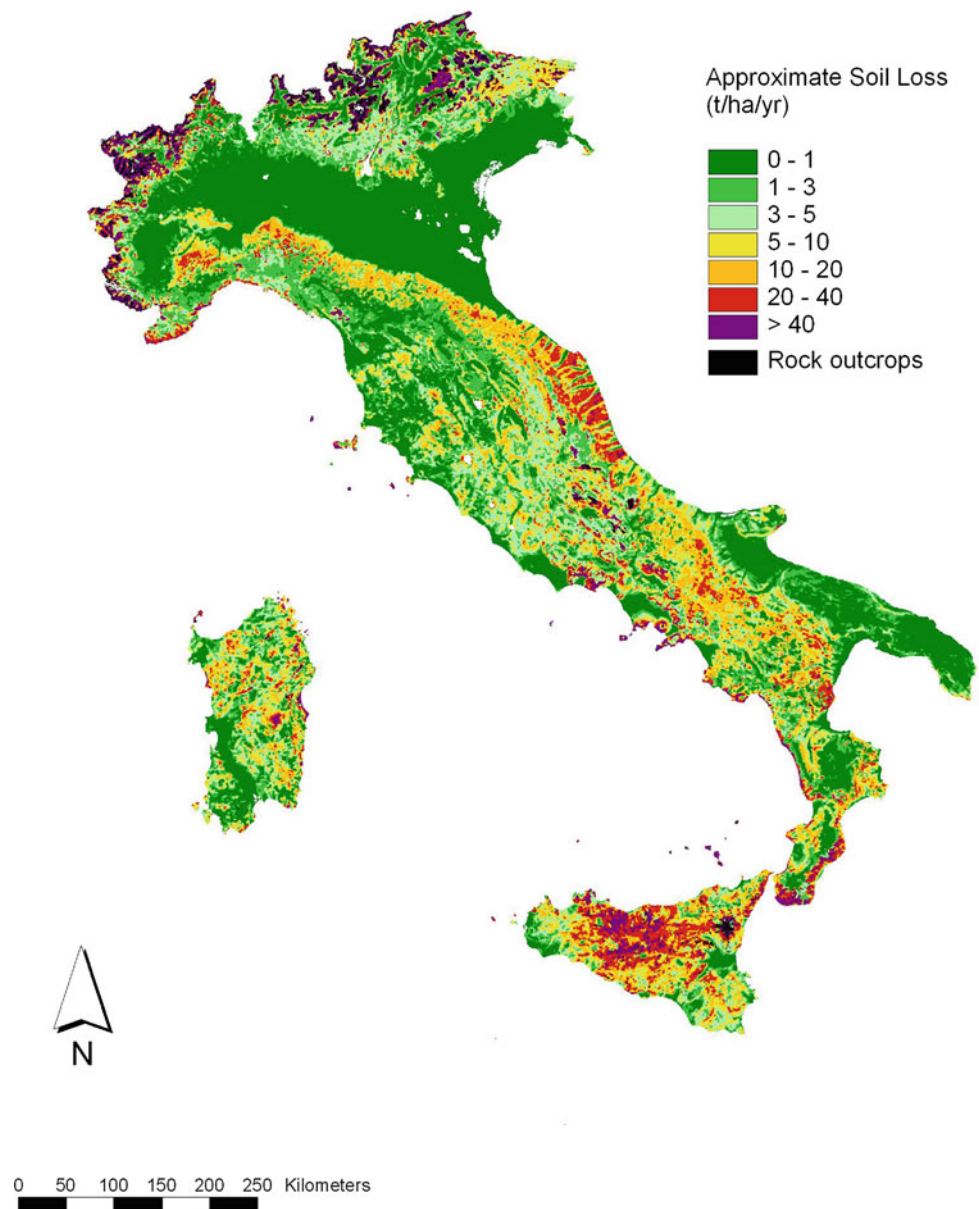 Approximate Soil Loss
(t/ha/yr)
0 - 1
1 - 3
3 - 5
5 - 10
10 - 20
20 - 40
> 40
Rock outcrops
N
0 50 100 150 200 250 Kilometers